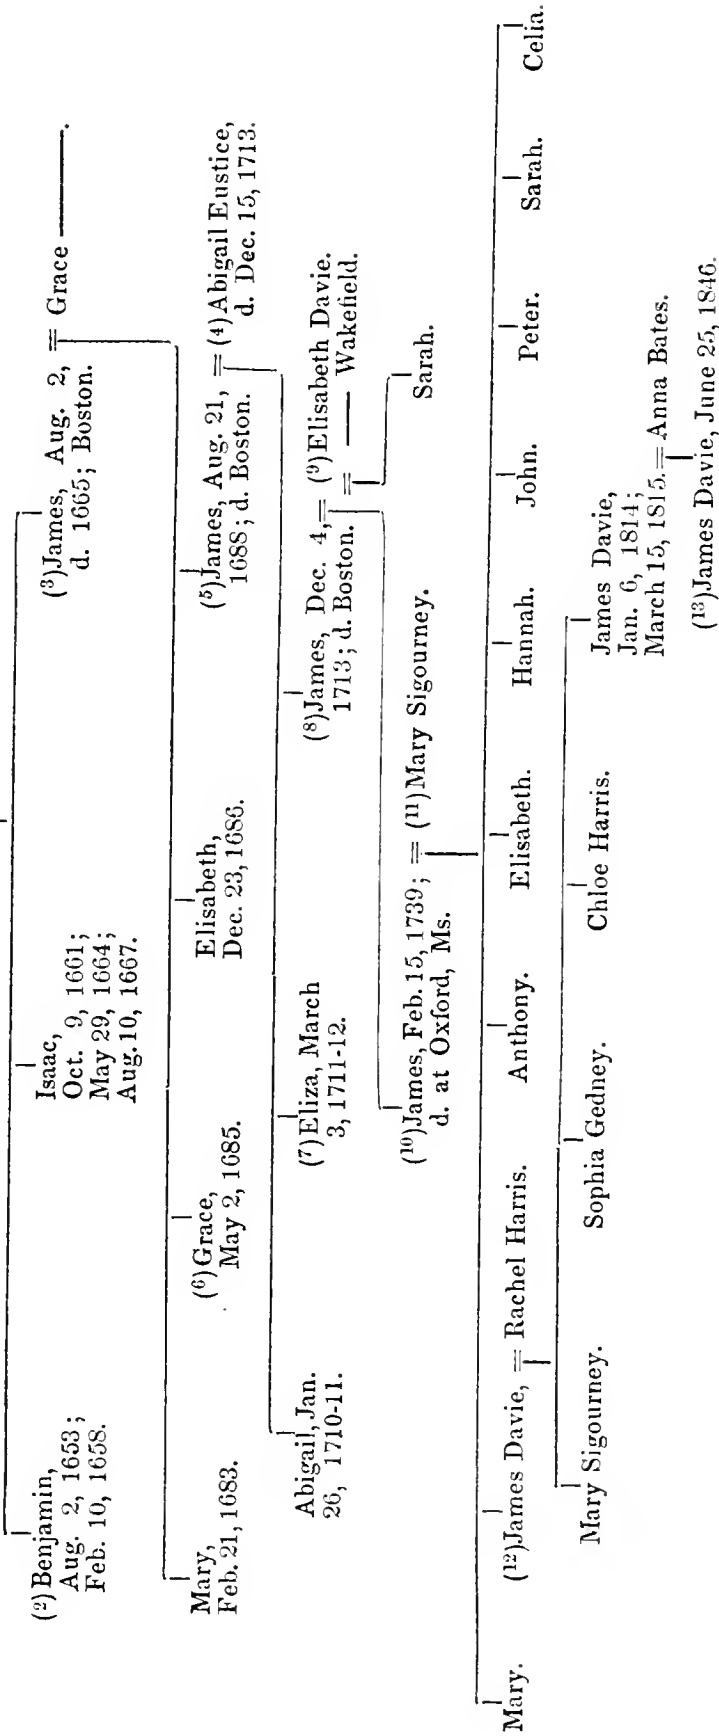 (2)Benjamin,
Aug. 2, 1653;
Feb. 10, 1658.
Isaac,
Oct. 9, 1661;
May 29, 1664;
Aug. 10, 1667.
(3)James, Aug. 2,
d. 1665; Boston.
= Grace ———.
Mary,
Feb. 21, 1683.
(6)Grace,
May 2, 1685.
Elisabeth,
Dec. 23, 1686.
(5)James, Aug. 21,
1688; d. Boston.
= (4)Abigail Eustice,
d. Dec. 15, 1713.
Abigail, Jan.
26, 1710-11.
(7)Eliza, March
3, 1711-12.
(8)James, Dec. 4,
1713; d. Boston.
= (9)Elisabeth Davie.
= —— Wakefield.
(10)James, Feb. 15, 1739;
d. at Oxford, Ms.
= (11)Mary Sigourney.
Sarah.
Mary.
(12)James Davie, = Rachel Harris.
Anthony.
Elisabeth.
Hannah.
John.
Peter.
Sarah.
Celia.
Mary Sigourney.
Sophia Gedney.
Chloe Harris.
James Davie,
Jan. 6, 1814;
March 15, 1815. = Anna Bates.
(13)James Davie, June 25, 1846.